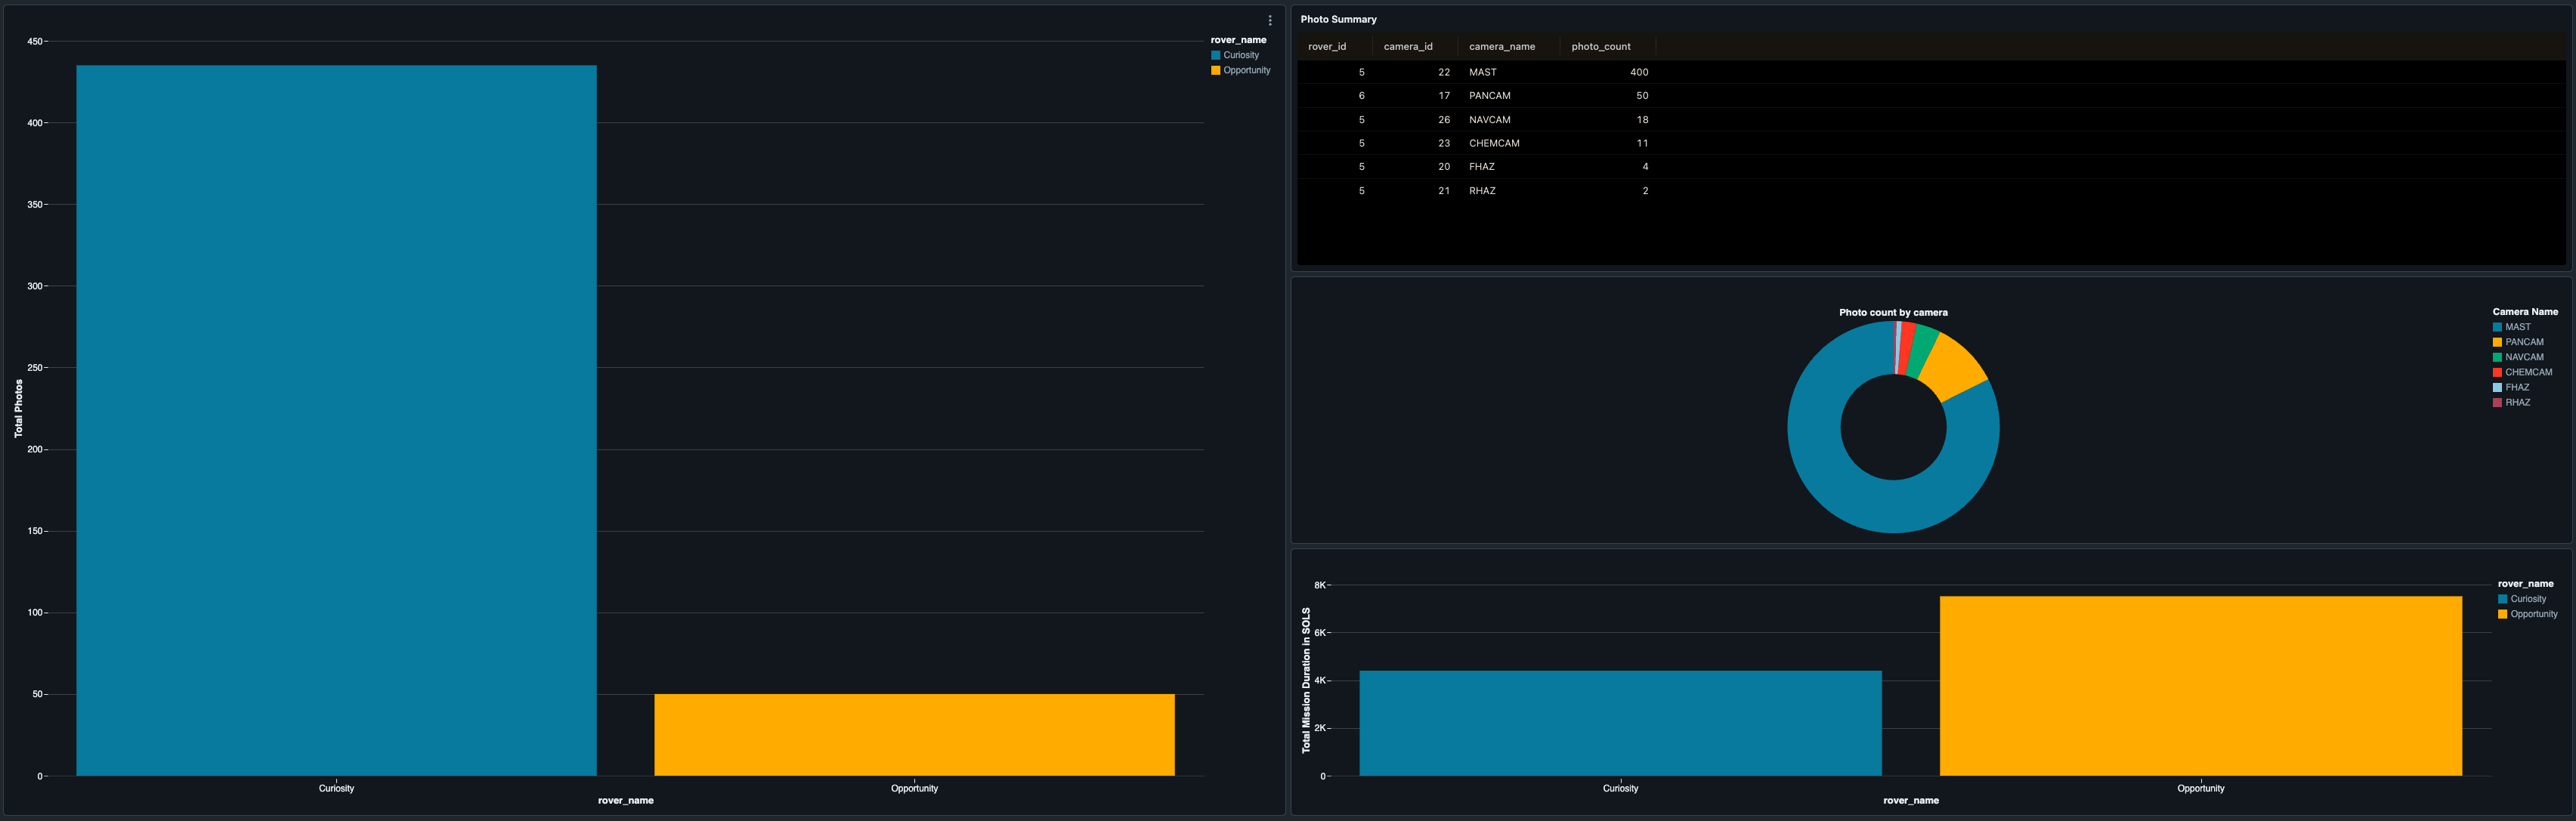 450
400
350
300
250
200
150
100
50
0
Total Photos
Curiosity
Opportunity
rover_name
rover_name
Curiosity
Opportunity
Photo Summary
rover_id camera_id camera_name photo_count
5 22 MAST 400
6 17 PANCAM 50
5 26 NAVCAM 18
5 23 CHEMCAM 11
5 20 FHAZ 4
5 21 RHAZ 2
Photo count by camera
Camera Name
MAST
PANCAM
NAVCAM
CHEMCAM
FHAZ
RHAZ
8K
6K
4K
2K
0
Total Mission Duration in SOLS
Curiosity
Opportunity
rover_name
rover_name
Curiosity
Opportunity